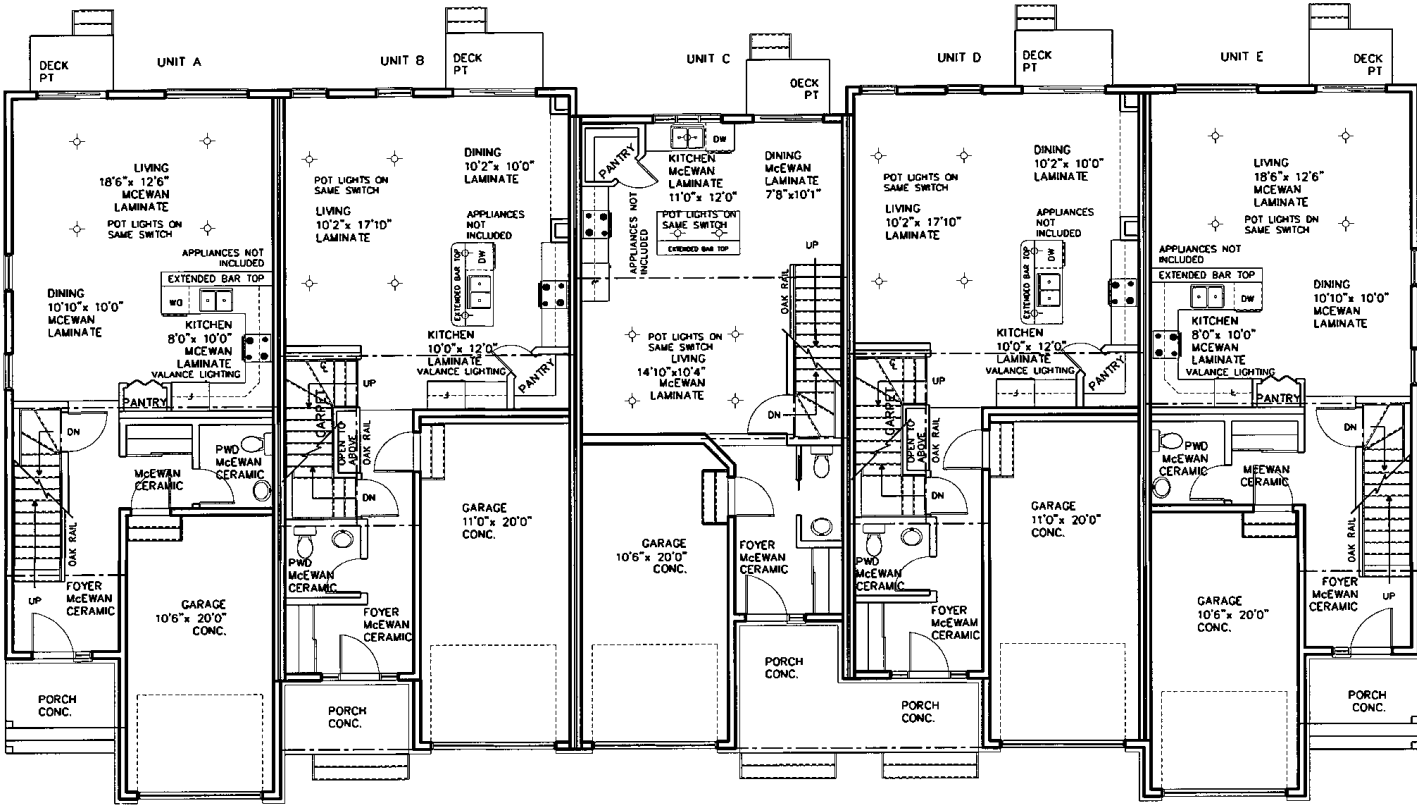 UNIT A
DECK
PT
LIVING
18'6"x 12'6"
MCEWAN
LAMINATE
POT LIGHTS ON
SAME SWITCH
APPLIANCES NOT
INCLUDED
EXTENDED BAR TOP
DW
DINING
10'10"x 10'0"
MCEWAN
LAMINATE
KITCHEN
8'0"x 10'0"
MCEWAN
LAMINATE
VALANCE LIGHTING
PANTRY
DN
McEWAN
CERAMIC
PWD
McEWAN
CERAMIC
OAK RAIL
UP
FOYER
McEWAN
CERAMIC
GARAGE
10'6"x 20'0"
CONC.
PORCH
CONC.
UNIT B
DECK
PT
DINING
10'2"x 10'0"
LAMINATE
POT LIGHTS ON
SAME SWITCH
LIVING
10'2"x 17'10"
LAMINATE
APPLIANCES
NOT
INCLUDED
EXTENDED BAR TOP
DW
KITCHEN
10'0"x 12'0"
LAMINATE
VALANCE LIGHTING
PANTRY
UP
CARPET
OPEN TO
ABOVE
OAK RAIL
DN
GARAGE
11'0"x 20'0"
CONC.
PWD
McEWAN
CERAMIC
FOYER
McEWAN
CERAMIC
PORCH
CONC.
UNIT C
DECK
PT
PANTRY
DW
KITCHEN
McEWAN
LAMINATE
11'0"x 12'0"
DINING
McEWAN
LAMINATE
7'8"x10'1"
APPLIANCES NOT
INCLUDED
POT LIGHTS ON
SAME SWITCH
EXTENDED BAR TOP
UP
OAK RAIL
POT LIGHTS ON
SAME SWITCH
LIVING
14'10"x10'4"
McEWAN
LAMINATE
DN
GARAGE
10'6"x 20'0"
CONC.
FOYER
McEWAN
CERAMIC
PORCH
CONC.
UNIT D
DECK
PT
DINING
10'2"x 10'0"
LAMINATE
POT LIGHTS ON
SAME SWITCH
LIVING
10'2"x 17'10"
LAMINATE
APPLIANCES
NOT
INCLUDED
EXTENDED BAR TOP
DW
KITCHEN
10'0"x 12'0"
LAMINATE
VALANCE LIGHTING
PANTRY
UP
CARPET
OPEN TO
ABOVE
OAK RAIL
DN
GARAGE
11'0"x 20'0"
CONC.
PWD
McEWAN
CERAMIC
FOYER
McEWAM
CERAMIC
PORCH
CONC.
UNIT E
DECK
PT
LIVING
18'6"x 12'6"
MCEWAN
LAMINATE
POT LIGHTS ON
SAME SWITCH
APPLIANCES NOT
INCLUDED
EXTENDED BAR TOP
DW
DINING
10'10"x 10'0"
McEWAN
LAMINATE
KITCHEN
8'0"x 10'0"
McEWAN
LAMINATE
VALANCE LIGHTING
PANTRY
DN
PWD
McEWAN
CERAMIC
MEEWAN
CERAMIC
OAK RAIL
FOYER
McEWAN
CERAMIC
UP
GARAGE
10'6"x 20'0"
CONC.
PORCH
CONC.